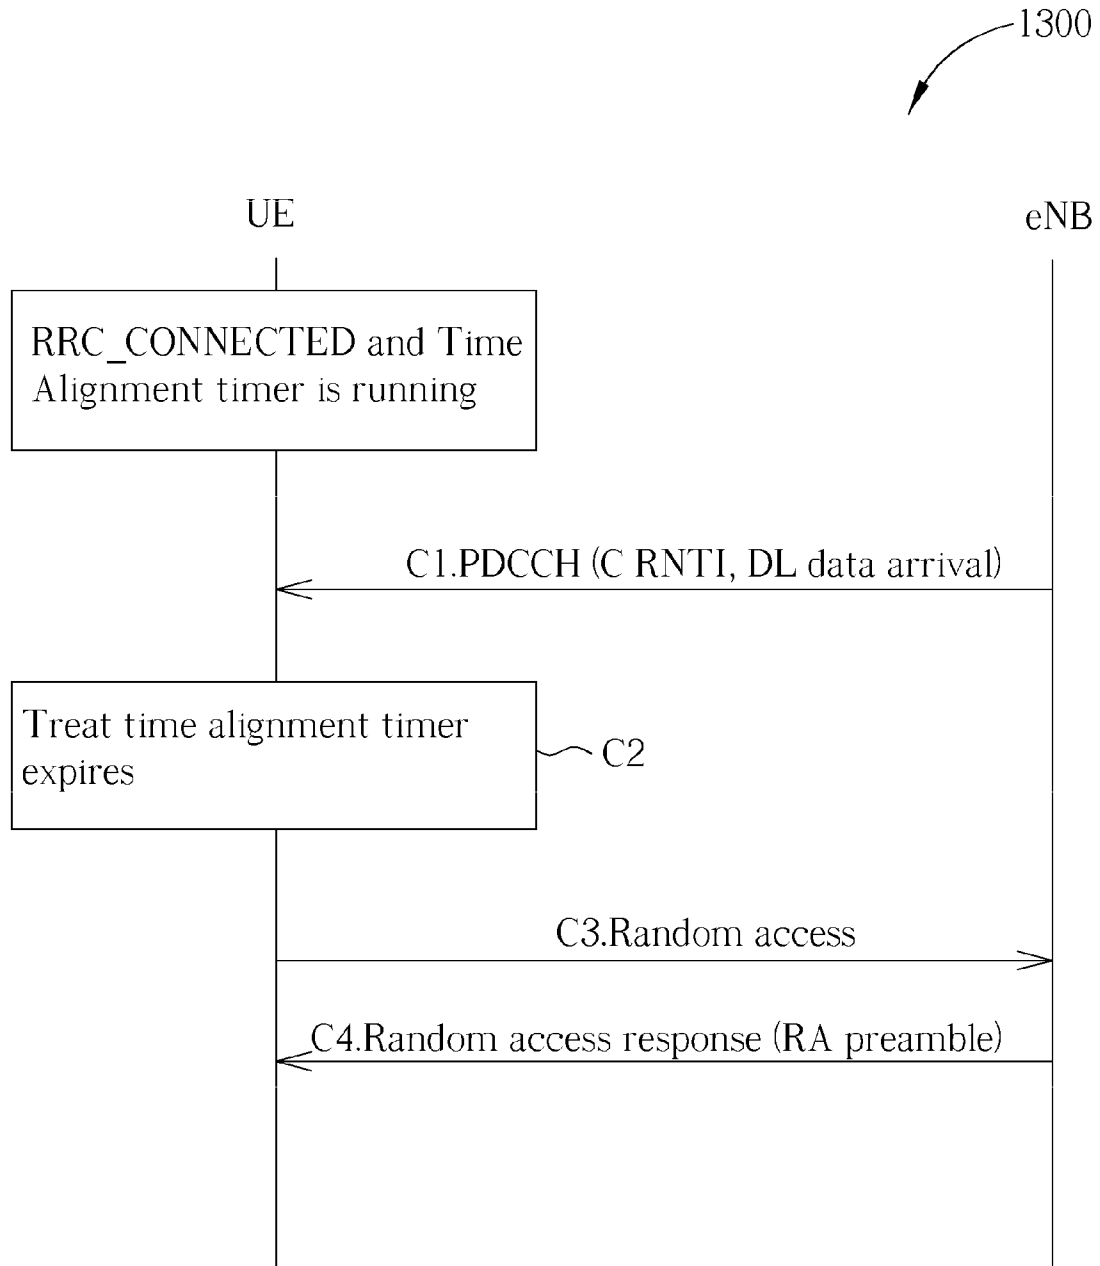 1300
UE
eNB
RRC_CONNECTED and Time
Alignment timer is running
C1.PDCCH (C RNTI, DL data arrival)
Treat time alignment timer
expires
C2
C3.Random access
C4.Random access response (RA preamble)